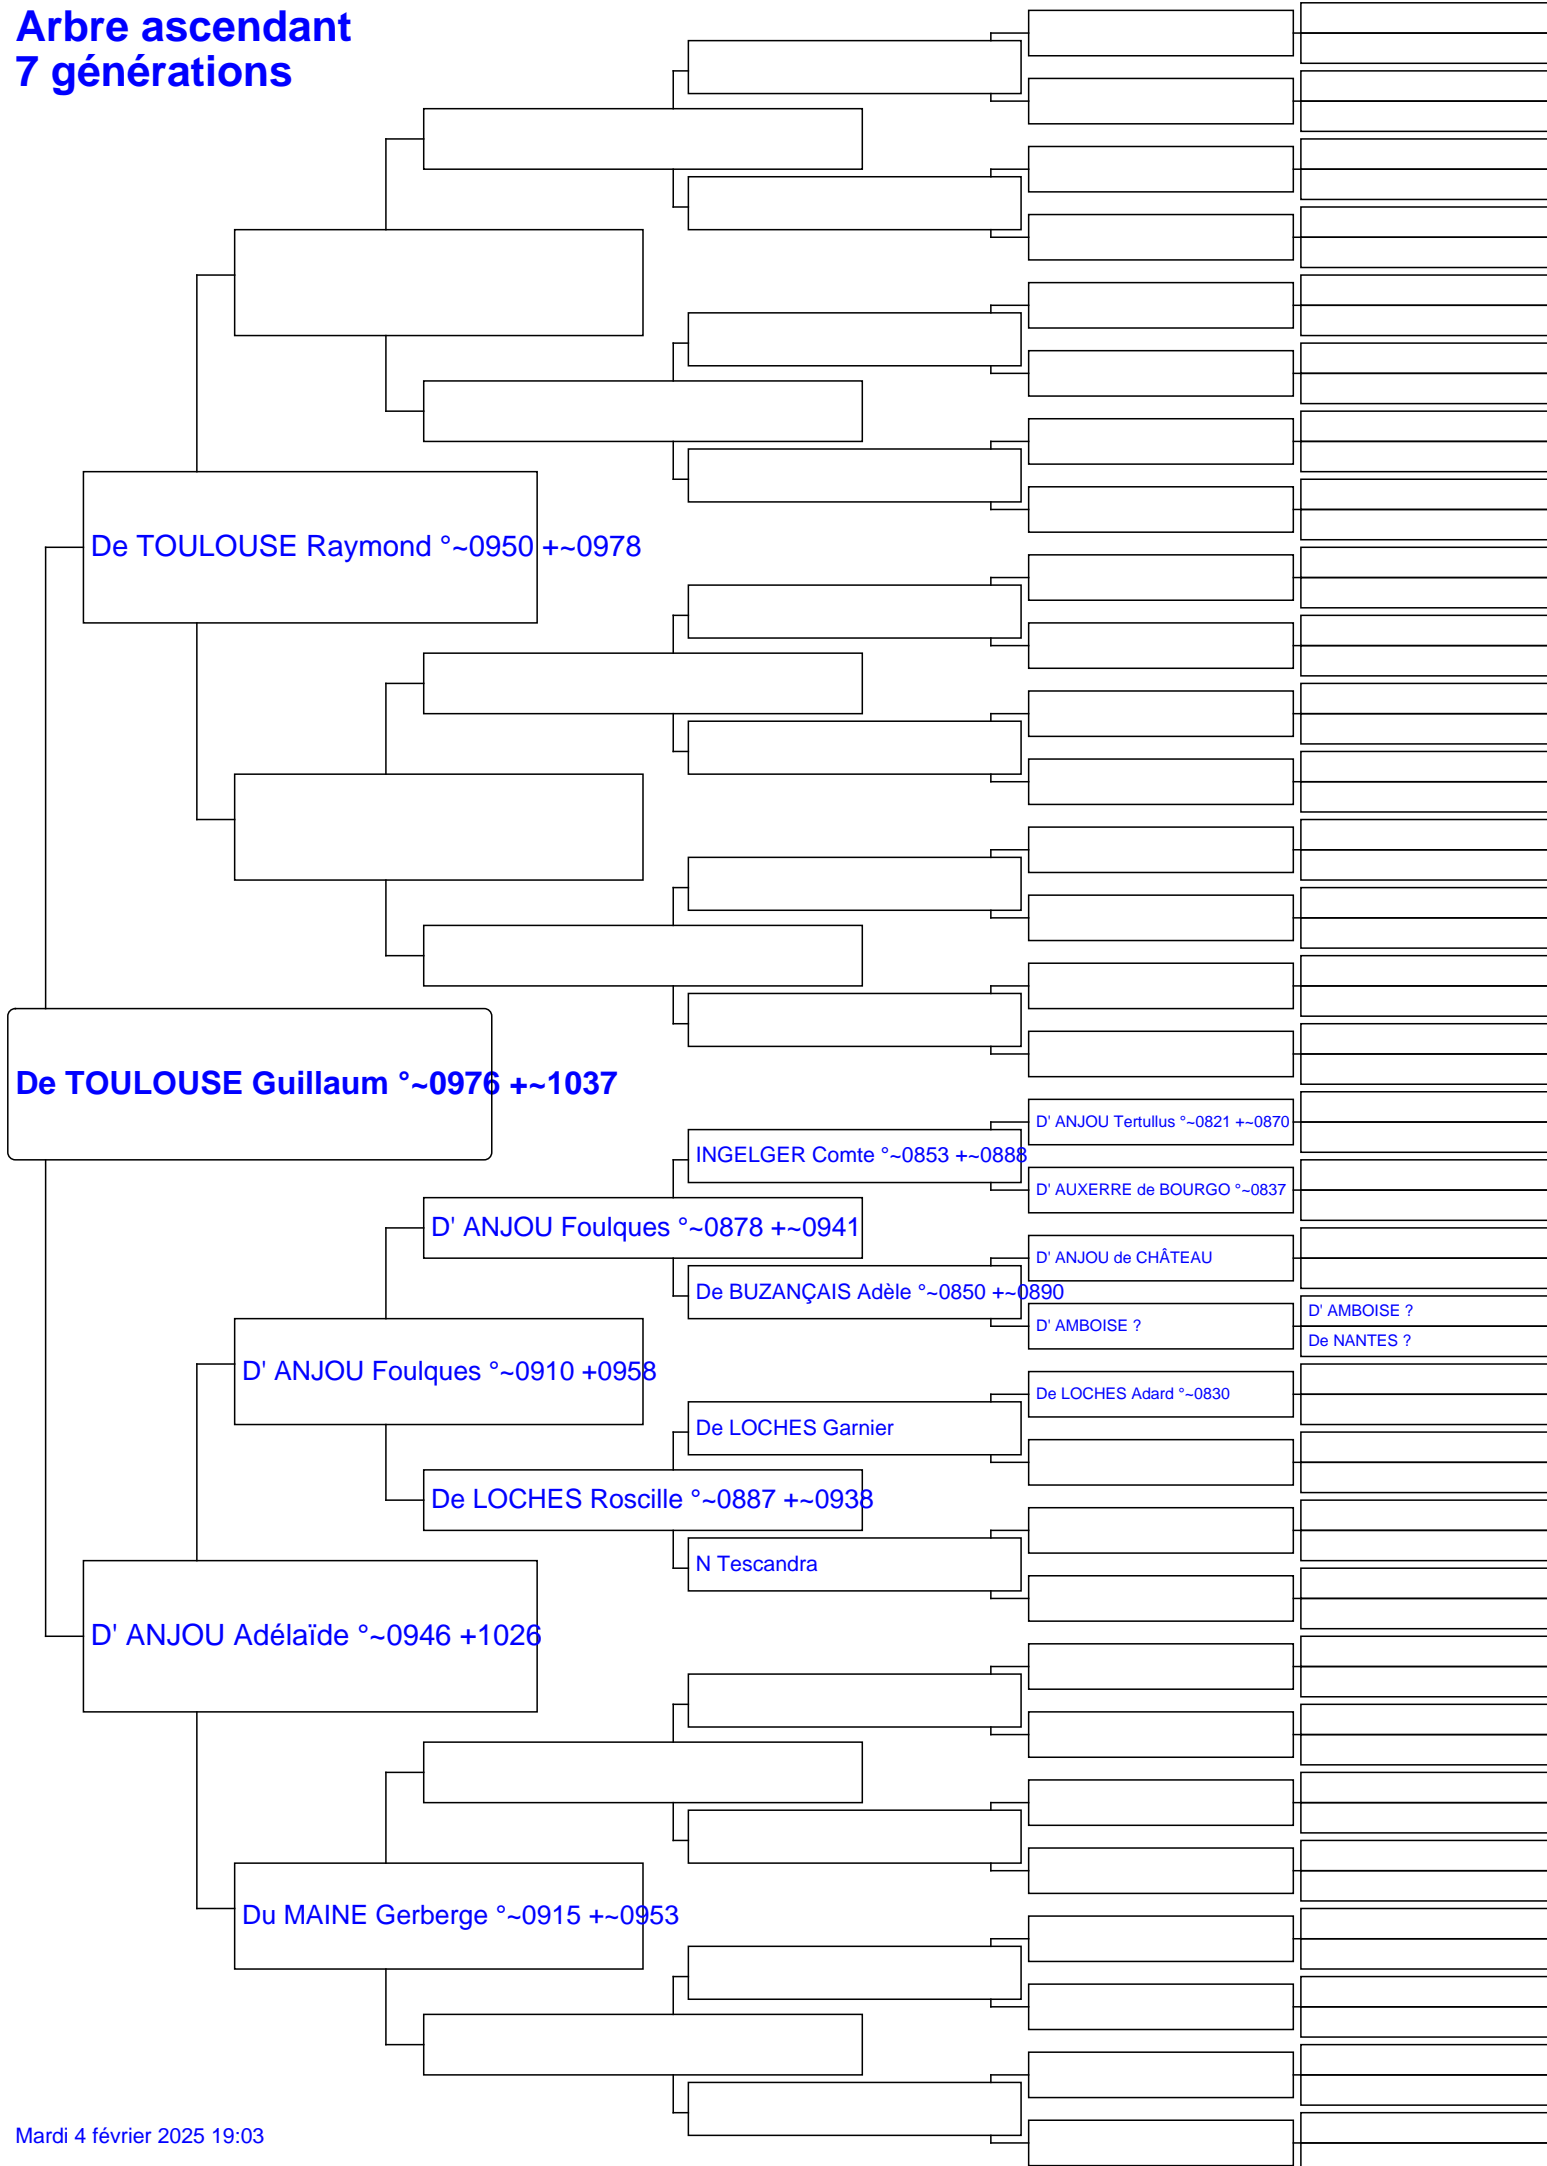 Arbre ascendant
7 générations
De TOULOUSE Raymond °~0950 +~0978
De TOULOUSE Guillaum °~0976 +~1037
D' ANJOU Tertullus °~0821 +~0870
INGELGER Comte °~0853 +~0888
D' AUXERRE de BOURGO °~0837
D' ANJOU Foulques °~0878 +~0941
D' ANJOU de CHÂTEAU
De BUZANÇAIS Adèle °~0850 +~0890
D' AMBOISE ?
D' AMBOISE ?
De NANTES ?
D' ANJOU Foulques °~0910 +0958
De LOCHES Adard °~0830
De LOCHES Garnier
De LOCHES Roscille °~0887 +~0938
N Tescandra
D' ANJOU Adélaïde °~0946 +1026
Du MAINE Gerberge °~0915 +~0953
Mardi 4 février 2025 19:03